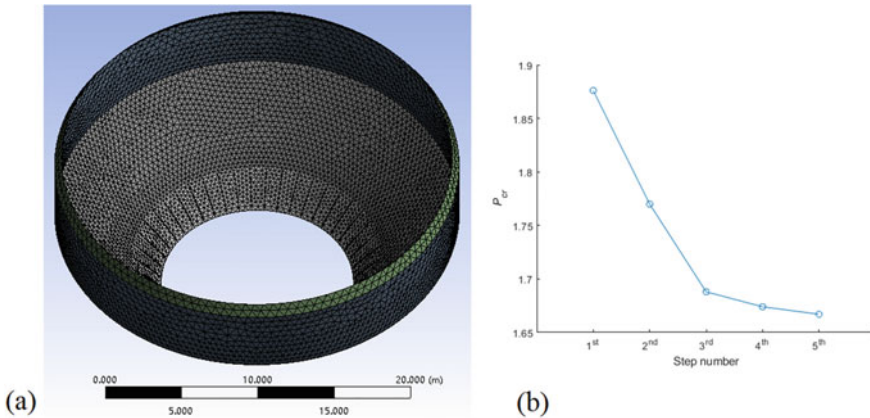 0.000 10.000 20.000 (m)
5.000 15.000
(a)
1.9
1.85
1.8
1.75
1.7
1.65
P_cr
1st 2nd 3rd 4th 5th
Step number
(b)